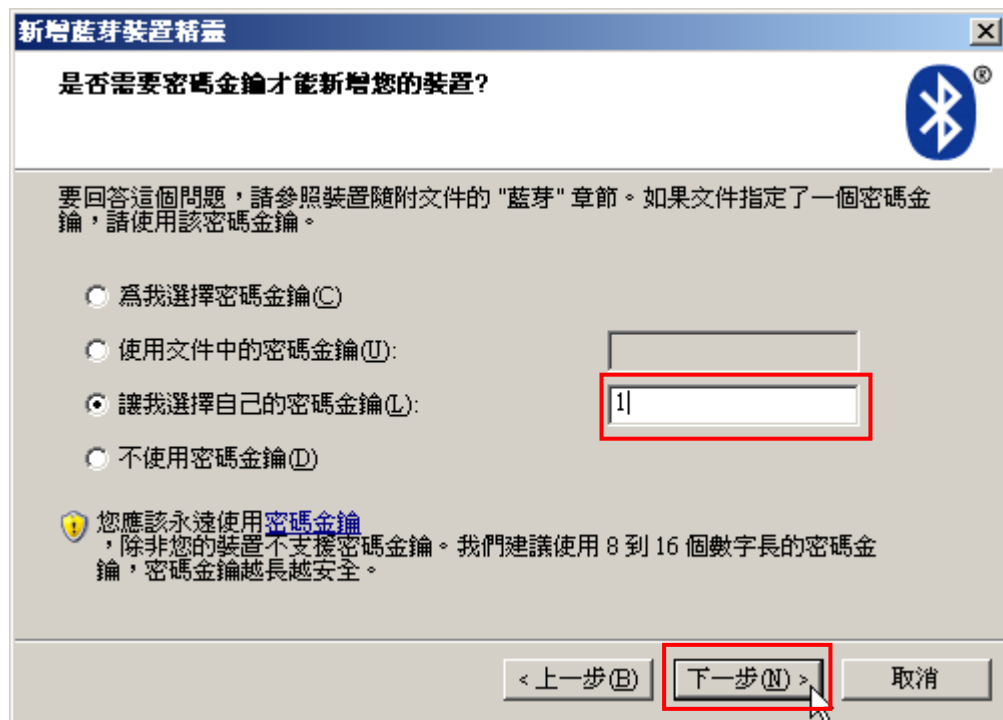 新增藍芽裝置精靈
是否需要密碼金鑰才能新增您的裝置?
®
要回答這個問題，請參照裝置隨附文件的 "藍芽" 章節。如果文件指定了一個密碼金
鑰，請使用該密碼金鑰。
為我選擇密碼金鑰(C)
使用文件中的密碼金鑰(U):
讓我選擇自己的密碼金鑰(L):
1
不使用密碼金鑰(D)
您應該永遠使用密碼金鑰
，除非您的裝置不支援密碼金鑰。我們建議使用 8 到 16 個數字長的密碼金
鑰，密碼金鑰越長越安全。
< 上一步(B)
下一步(N) >
取消